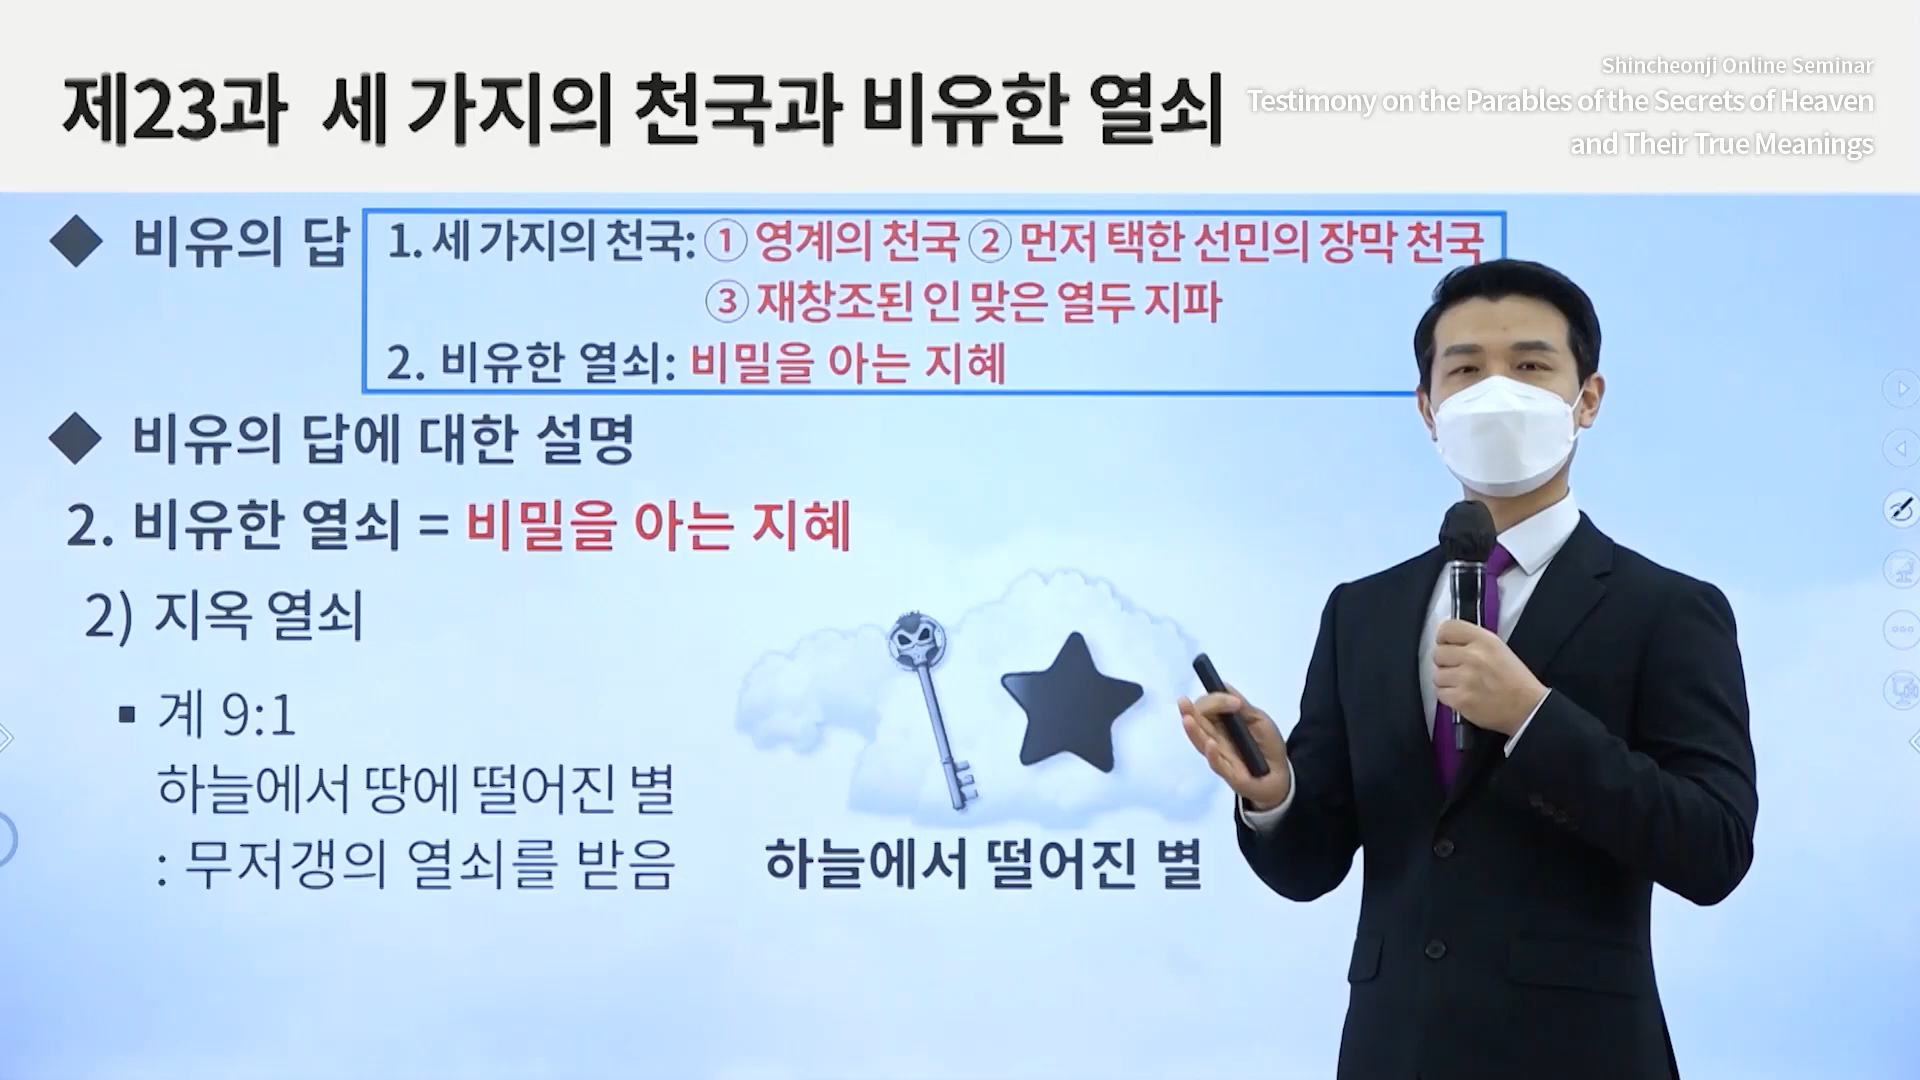 제23과 세 가지의 천국과 비유한 열쇠
Shincheonji Online Seminar
Testimony on the Parables of the Secrets of Heaven
and Their True Meanings
◆ 비유의 답
1. 세 가지의 천국: ① 영계의 천국 ② 먼저 택한 선민의 장막 천국
③ 재창조된 인 맞은 열두 지파
2. 비유한 열쇠: 비밀을 아는 지혜
◆ 비유의 답에 대한 설명
2. 비유한 열쇠 = 비밀을 아는 지혜
2) 지옥 열쇠
▪ 계 9:1
하늘에서 땅에 떨어진 별
: 무저갱의 열쇠를 받음
하늘에서 떨어진 별